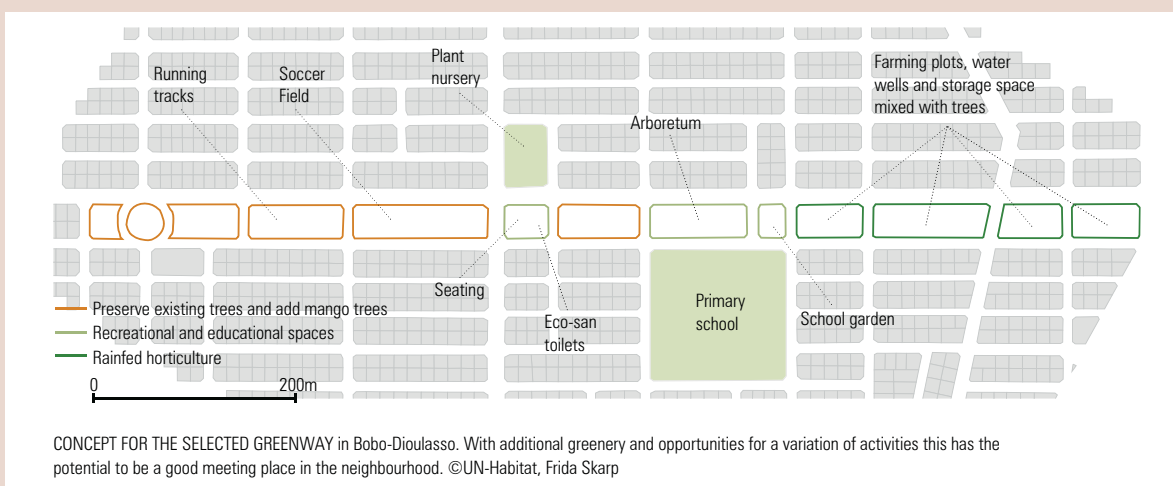 Plant
nursery
Running
tracks
Soccer
Field
Farming plots, water
wells and storage space
mixed with trees
Arboretum
Seating
Eco-san
toilets
Primary
school
School garden
Preserve existing trees and add mango trees
Recreational and educational spaces
Rainfed horticulture
0 200m
CONCEPT FOR THE SELECTED GREENWAY in Bobo-Dioulasso. With additional greenery and opportunities for a variation of activities this has the
potential to be a good meeting place in the neighbourhood. ©UN-Habitat, Frida Skarp